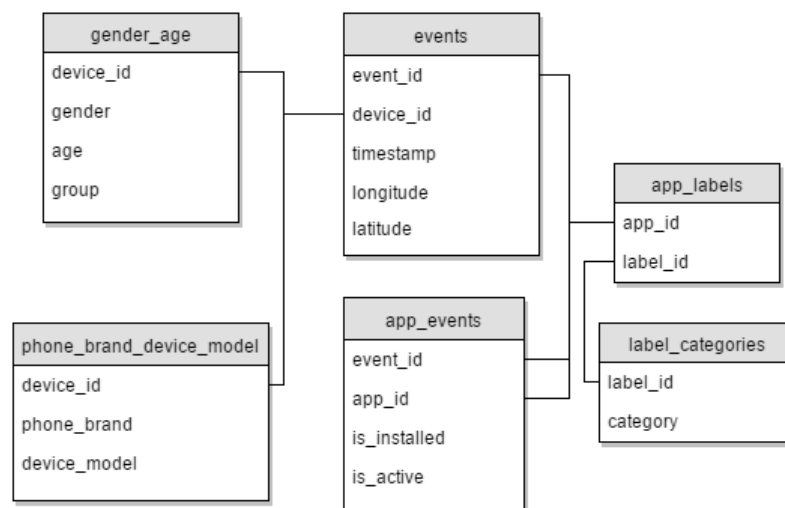 gender_age
device_id
gender
age
group
events
event_id
device_id
timestamp
longitude
latitude
app_labels
app_id
label_id
phone_brand_device_model
device_id
phone_brand
device_model
app_events
event_id
app_id
is_installed
is_active
label_categories
label_id
category